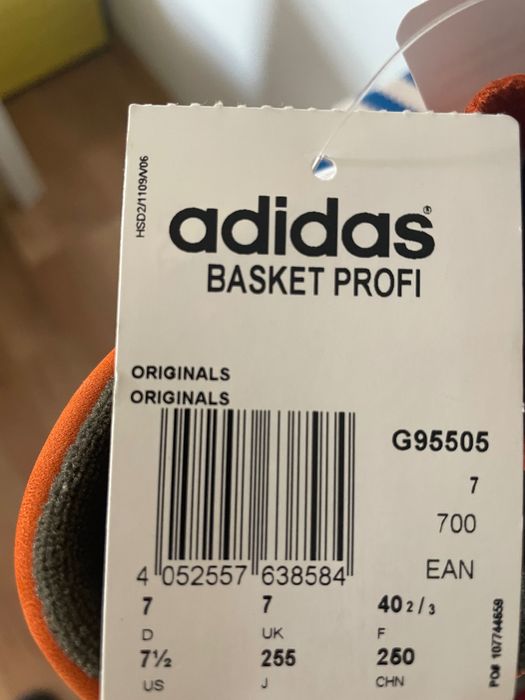 HSD2/1109/V06
adidas®
BASKET PROFI
ORIGINALS
ORIGINALS
G95505
7
700
EAN
4 052557 638584
7 7 40 2/3
D UK F
7½ 255 250
US J CHN
PO# 107744659